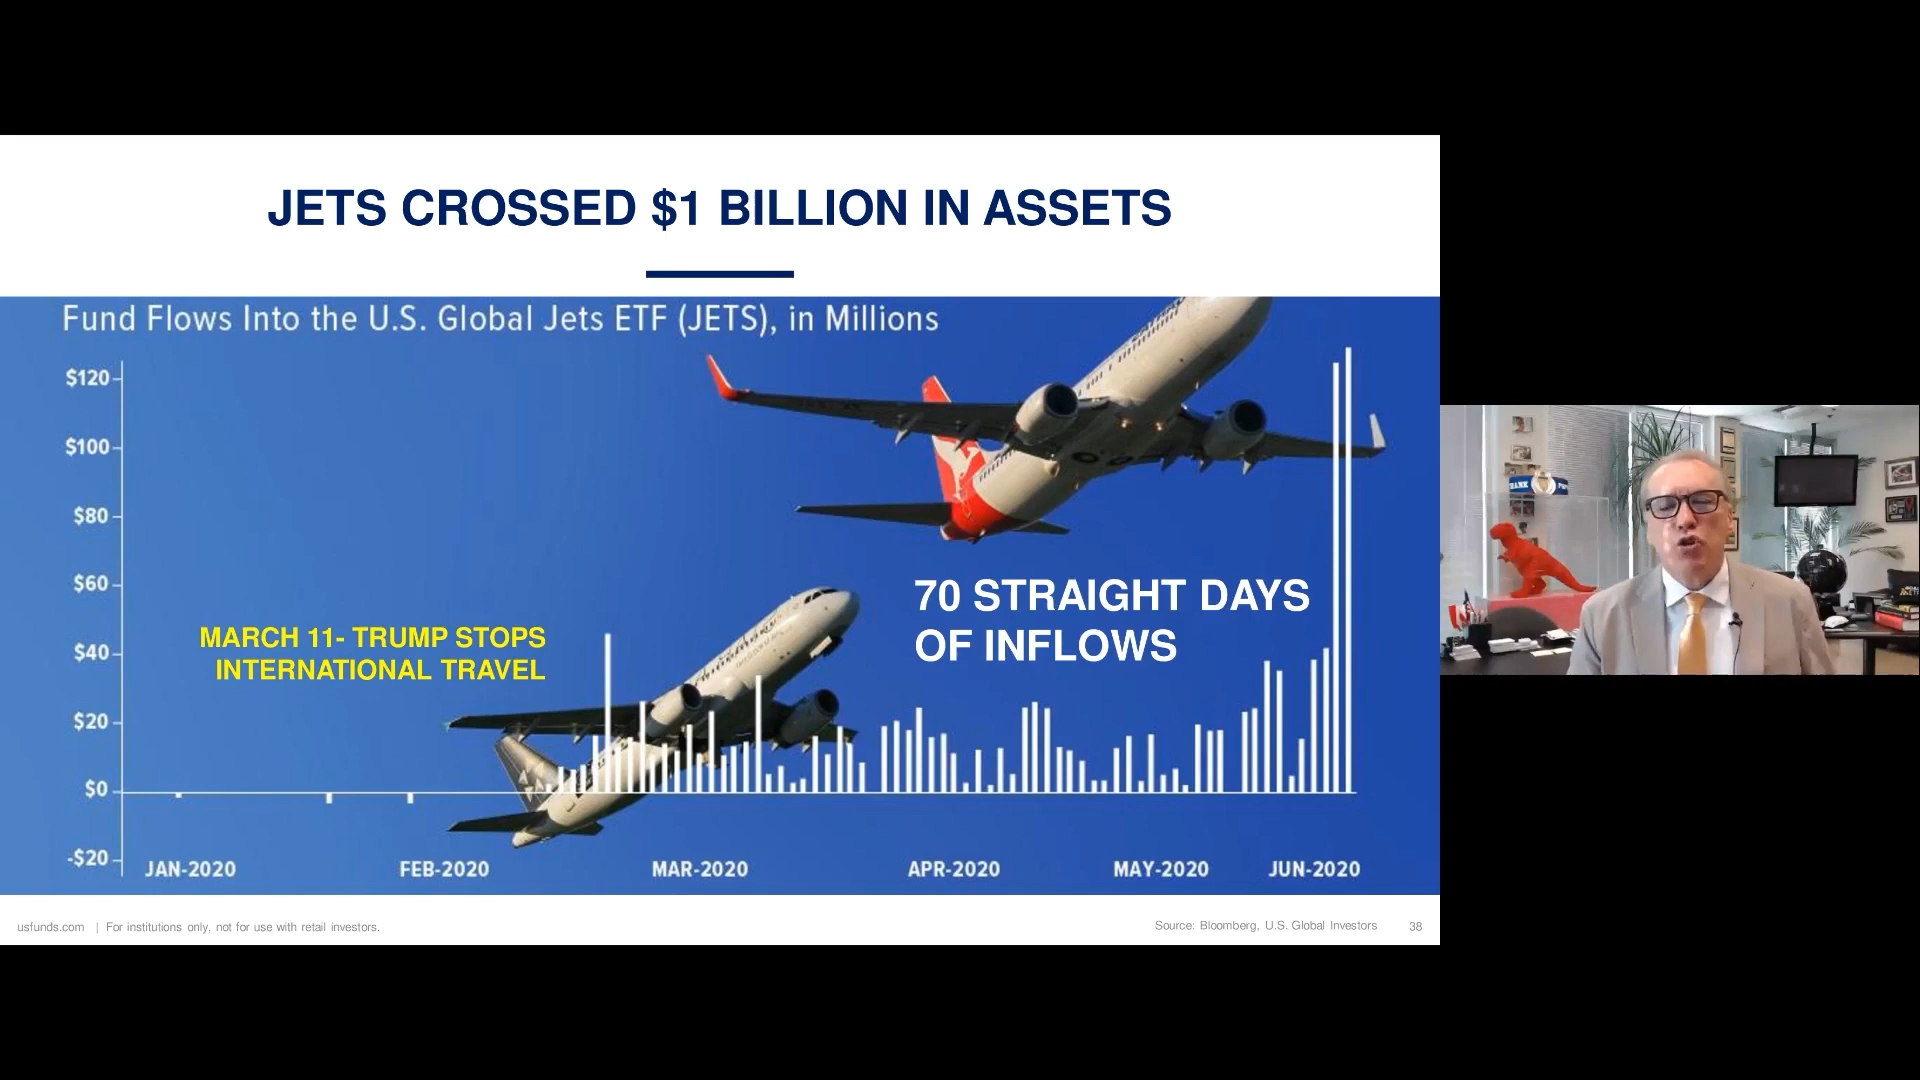 JETS CROSSED $1 BILLION IN ASSETS
Fund Flows Into the U.S. Global Jets ETF (JETS), in Millions
$120
$100
$80
$60
$40
$20
$0
-$20
MARCH 11- TRUMP STOPS
INTERNATIONAL TRAVEL
70 STRAIGHT DAYS
OF INFLOWS
JAN-2020
FEB-2020
MAR-2020
APR-2020
MAY-2020
JUN-2020
usfunds.com | For institutions only, not for use with retail investors.
Source: Bloomberg, U.S. Global Investors
38